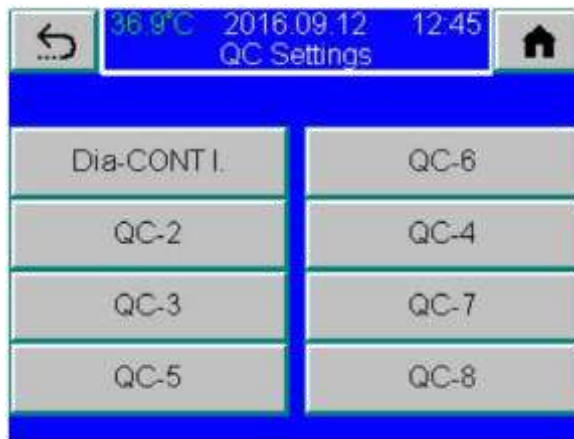 36.9°C 2016.09.12 12:45
QC Settings
Dia-CONT I. QC-6
QC-2 QC-4
QC-3 QC-7
QC-5 QC-8